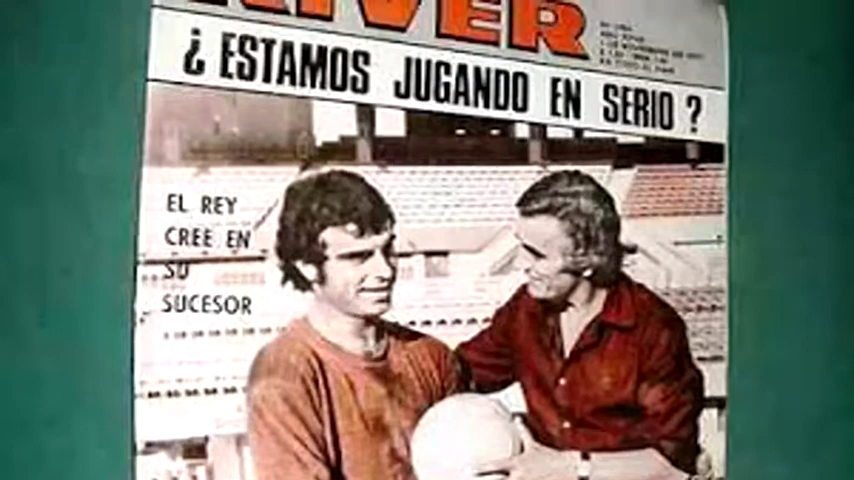 RIVER
¿ESTAMOS JUGANDO EN SERIO?
EL REY
CREE EN
SU
SUCESOR